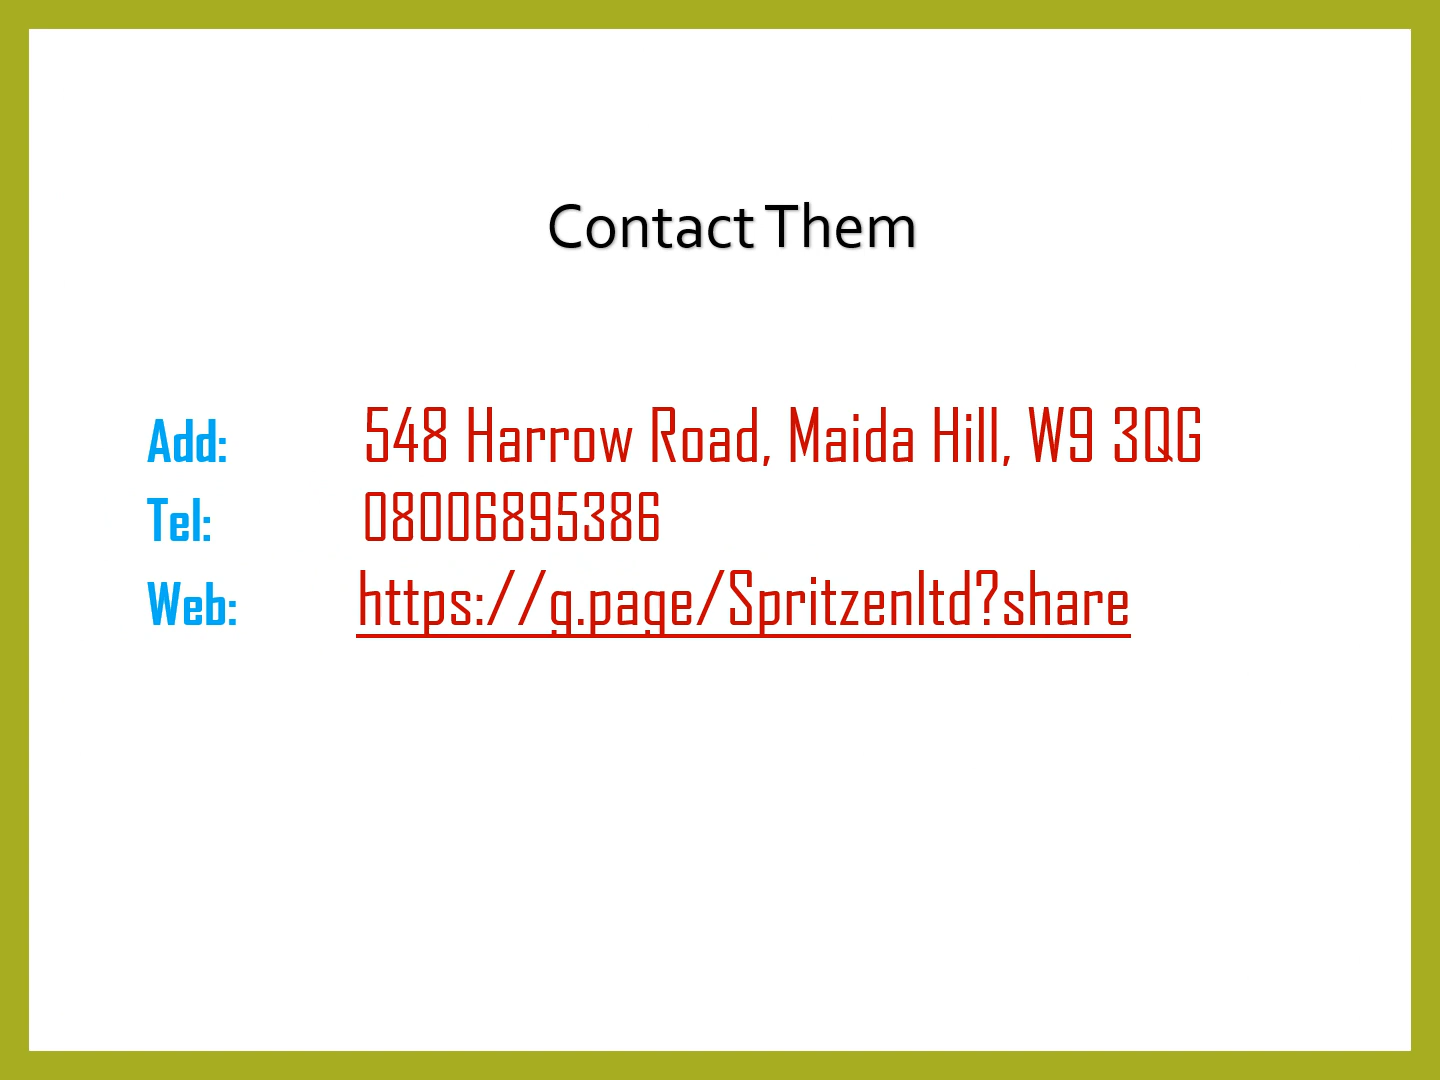 Contact Them
Add: 548 Harrow Road, Maida Hill, W9 3QG
Tel: 08006895386
Web: https://g.page/Spritzenltd?share